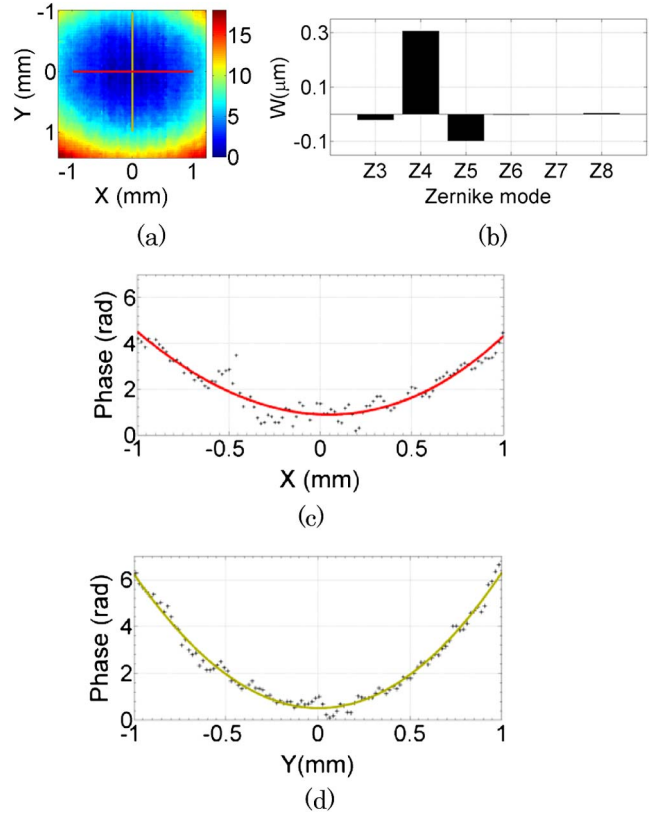 -1
0
1
Y (mm)
-1 0 1
X (mm)
15
10
5
0
(a)
0.3
0.1
-0.1
W(μm)
Z3 Z4 Z5 Z6 Z7 Z8
Zernike mode
(b)
6
4
2
0
Phase (rad)
-1 -0.5 0 0.5 1
X (mm)
(c)
6
4
2
0
Phase (rad)
-1 -0.5 0 0.5 1
Y(mm)
(d)